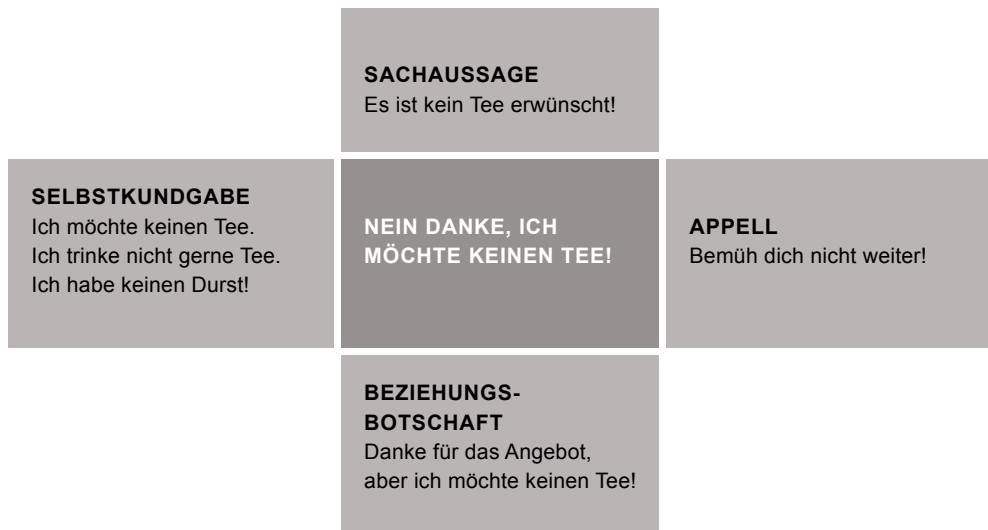 SACHAUSSAGE
Es ist kein Tee erwünscht!
SELBSTKUNDGABE
Ich möchte keinen Tee.
Ich trinke nicht gerne Tee.
Ich habe keinen Durst!
NEIN DANKE, ICH
MÖCHTE KEINEN TEE!
APPELL
Bemüh dich nicht weiter!
BEZIEHUNGS-
BOTSCHAFT
Danke für das Angebot,
aber ich möchte keinen Tee!